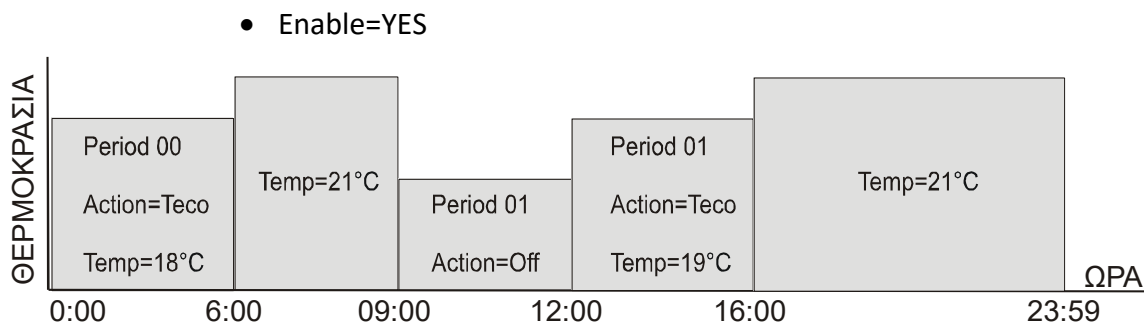 • Enable=YES
ΘΕΡΜΟΚΡΑΣΙΑ
Period 00
Action=Teco
Temp=18°C
Temp=21°C
Period 01
Action=Off
Period 01
Action=Teco
Temp=19°C
Temp=21°C
ΩΡΑ
0:00 6:00 09:00 12:00 16:00 23:59